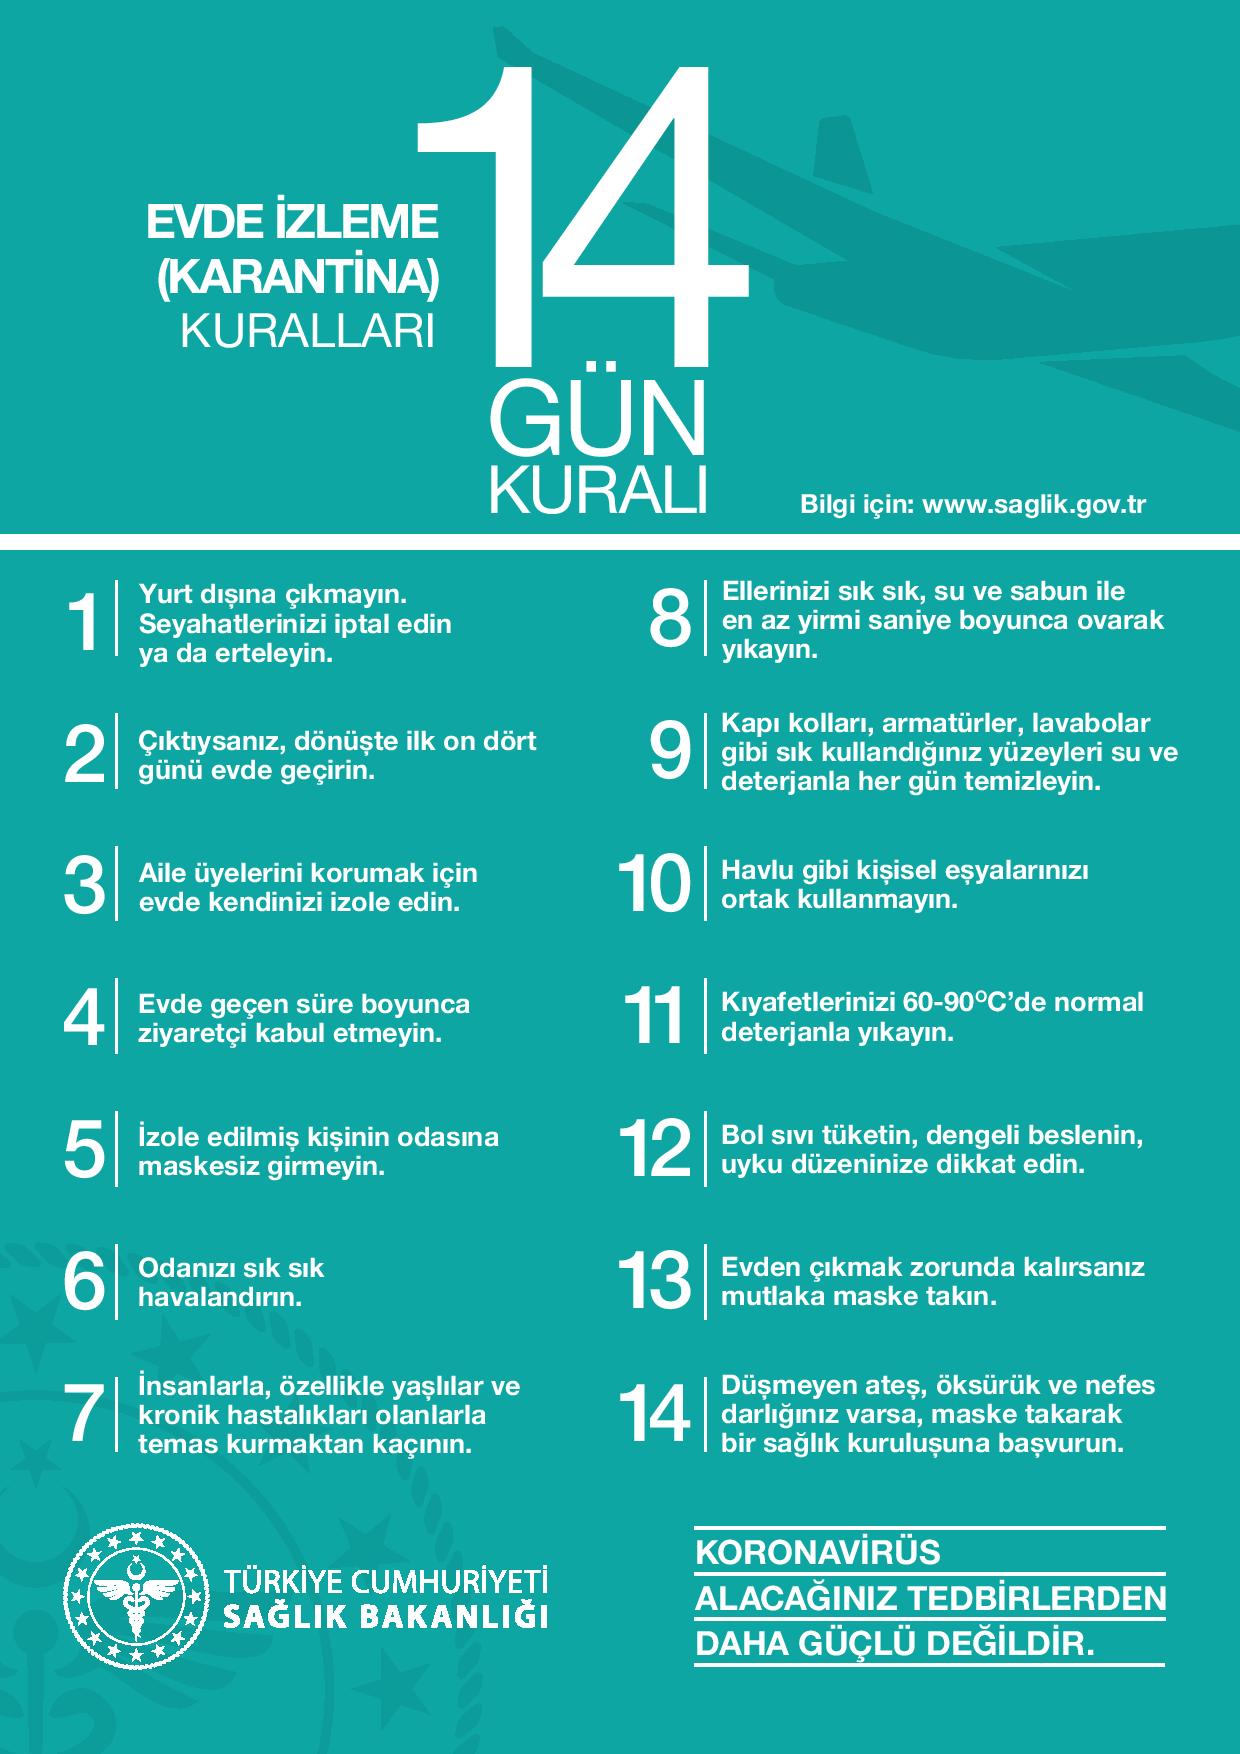 EVDE İZLEME
(KARANTİNA)
KURALLARI
14
GÜN
KURALI
Bilgi için: www.saglik.gov.tr
1
Yurt dışına çıkmayın.
Seyahatlerinizi iptal edin
ya da erteleyin.
2
Çıktıysanız, dönüşte ilk on dört
günü evde geçirin.
3
Aile üyelerini korumak için
evde kendinizi izole edin.
4
Evde geçen süre boyunca
ziyaretçi kabul etmeyin.
5
İzole edilmiş kişinin odasına
maskesiz girmeyin.
6
Odanızı sık sık
havalandırın.
7
İnsanlarla, özellikle yaşlılar ve
kronik hastalıkları olanlarla
temas kurmaktan kaçının.
8
Ellerinizi sık sık, su ve sabun ile
en az yirmi saniye boyunca ovarak
yıkayın.
9
Kapı kolları, armatürler, lavabolar
gibi sık kullandığınız yüzeyleri su ve
deterjanla her gün temizleyin.
10
Havlu gibi kişisel eşyalarınızı
ortak kullanmayın.
11
Kıyafetlerinizi 60-90ºC’de normal
deterjanla yıkayın.
12
Bol sıvı tüketin, dengeli beslenin,
uyku düzeninize dikkat edin.
13
Evden çıkmak zorunda kalırsanız
mutlaka maske takın.
14
Düşmeyen ateş, öksürük ve nefes
darlığınız varsa, maske takarak
bir sağlık kuruluşuna başvurun.
TÜRKİYE CUMHURİYETİ
SAĞLIK BAKANLIĞI
KORONAVİRÜS
ALACAĞINIZ TEDBİRLERDEN
DAHA GÜÇLÜ DEĞİLDİR.